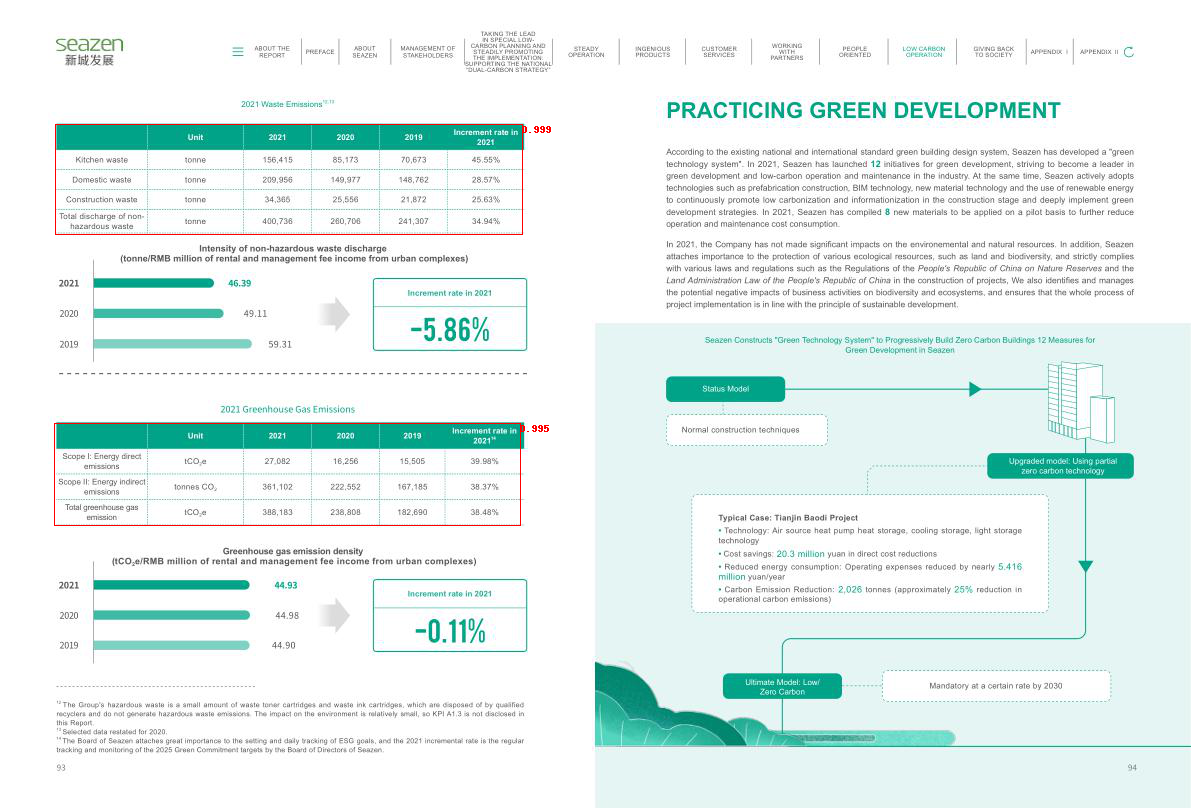 seazen
新城发展
ABOUT THE
REPORT
PREFACE
ABOUT
SEAZEN
MANAGEMENT OF
STAKEHOLDERS
TAKING THE LEAD
IN SPECIAL LOW-
CARBON PLANNING AND
STEADILY PROMOTING
THE IMPLEMENTATION:
SUPPORTING THE NATIONAL
"DUAL-CARBON STRATEGY"
STEADY
OPERATION
INGENIOUS
PRODUCTS
CUSTOMER
SERVICES
WORKING
WITH
PARTNERS
PEOPLE
ORIENTED
LOW CARBON
OPERATION
GIVING BACK
TO SOCIETY
APPENDIX I
APPENDIX II
2021 Waste Emissions12,13
0.999
Unit 2021 2020 2019 Increment rate in
2021
Kitchen waste tonne 156,415 85,173 70,673 45.55%
Domestic waste tonne 209,956 149,977 148,762 28.57%
Construction waste tonne 34,365 25,556 21,872 25.63%
Total discharge of non-
hazardous waste tonne 400,736 260,706 241,307 34.94%
Intensity of non-hazardous waste discharge
(tonne/RMB million of rental and management fee income from urban complexes)
2021 46.39
2020 49.11
2019 59.31
Increment rate in 2021
-5.86%
2021 Greenhouse Gas Emissions
0.995
Unit 2021 2020 2019 Increment rate in
202114
Scope I: Energy direct
emissions tCO2e 27,082 16,256 15,505 39.98%
Scope II: Energy indirect
emissions tonnes CO2 361,102 222,552 167,185 38.37%
Total greenhouse gas
emission tCO2e 388,183 238,808 182,690 38.48%
Greenhouse gas emission density
(tCO2e/RMB million of rental and management fee income from urban complexes)
2021 44.93
2020 44.98
2019 44.90
Increment rate in 2021
-0.11%
12 The Group's hazardous waste is a small amount of waste toner cartridges and waste ink cartridges, which are disposed of by qualified
recyclers and do not generate hazardous waste emissions. The impact on the environment is relatively small, so KPI A1.3 is not disclosed in
this Report.
13 Selected data restated for 2020.
14 The Board of Seazen attaches great importance to the setting and daily tracking of ESG goals, and the 2021 incremental rate is the regular
tracking and monitoring of the 2025 Green Commitment targets by the Board of Directors of Seazen.
93
PRACTICING GREEN DEVELOPMENT
According to the existing national and international standard green building design system, Seazen has developed a "green
technology system". In 2021, Seazen has launched 12 initiatives for green development, striving to become a leader in
green development and low-carbon operation and maintenance in the industry. At the same time, Seazen actively adopts
technologies such as prefabrication construction, BIM technology, new material technology and the use of renewable energy
to continuously promote low carbonization and informationization in the construction stage and deeply implement green
development strategies. In 2021, Seazen has compiled 8 new materials to be applied on a pilot basis to further reduce
operation and maintenance cost consumption.
In 2021, the Company has not made significant impacts on the environemental and natural resources. In addition, Seazen
attaches importance to the protection of various ecological resources, such as land and biodiversity, and strictly complies
with various laws and regulations such as the Regulations of the People's Republic of China on Nature Reserves and the
Land Administration Law of the People's Republic of China in the construction of projects, We also identifies and manages
the potential negative impacts of business activities on biodiversity and ecosystems, and ensures that the whole process of
project implementation is in line with the principle of sustainable development.
Seazen Constructs "Green Technology System" to Progressively Build Zero Carbon Buildings 12 Measures for
Green Development in Seazen
Status Model
Normal construction techniques
Upgraded model: Using partial
zero carbon technology
Typical Case: Tianjin Baodi Project
• Technology: Air source heat pump heat storage, cooling storage, light storage
technology
• Cost savings: 20.3 million yuan in direct cost reductions
• Reduced energy consumption: Operating expenses reduced by nearly 5.416
million yuan/year
• Carbon Emission Reduction: 2,026 tonnes (approximately 25% reduction in
operational carbon emissions)
Ultimate Model: Low/
Zero Carbon
Mandatory at a certain rate by 2030
94